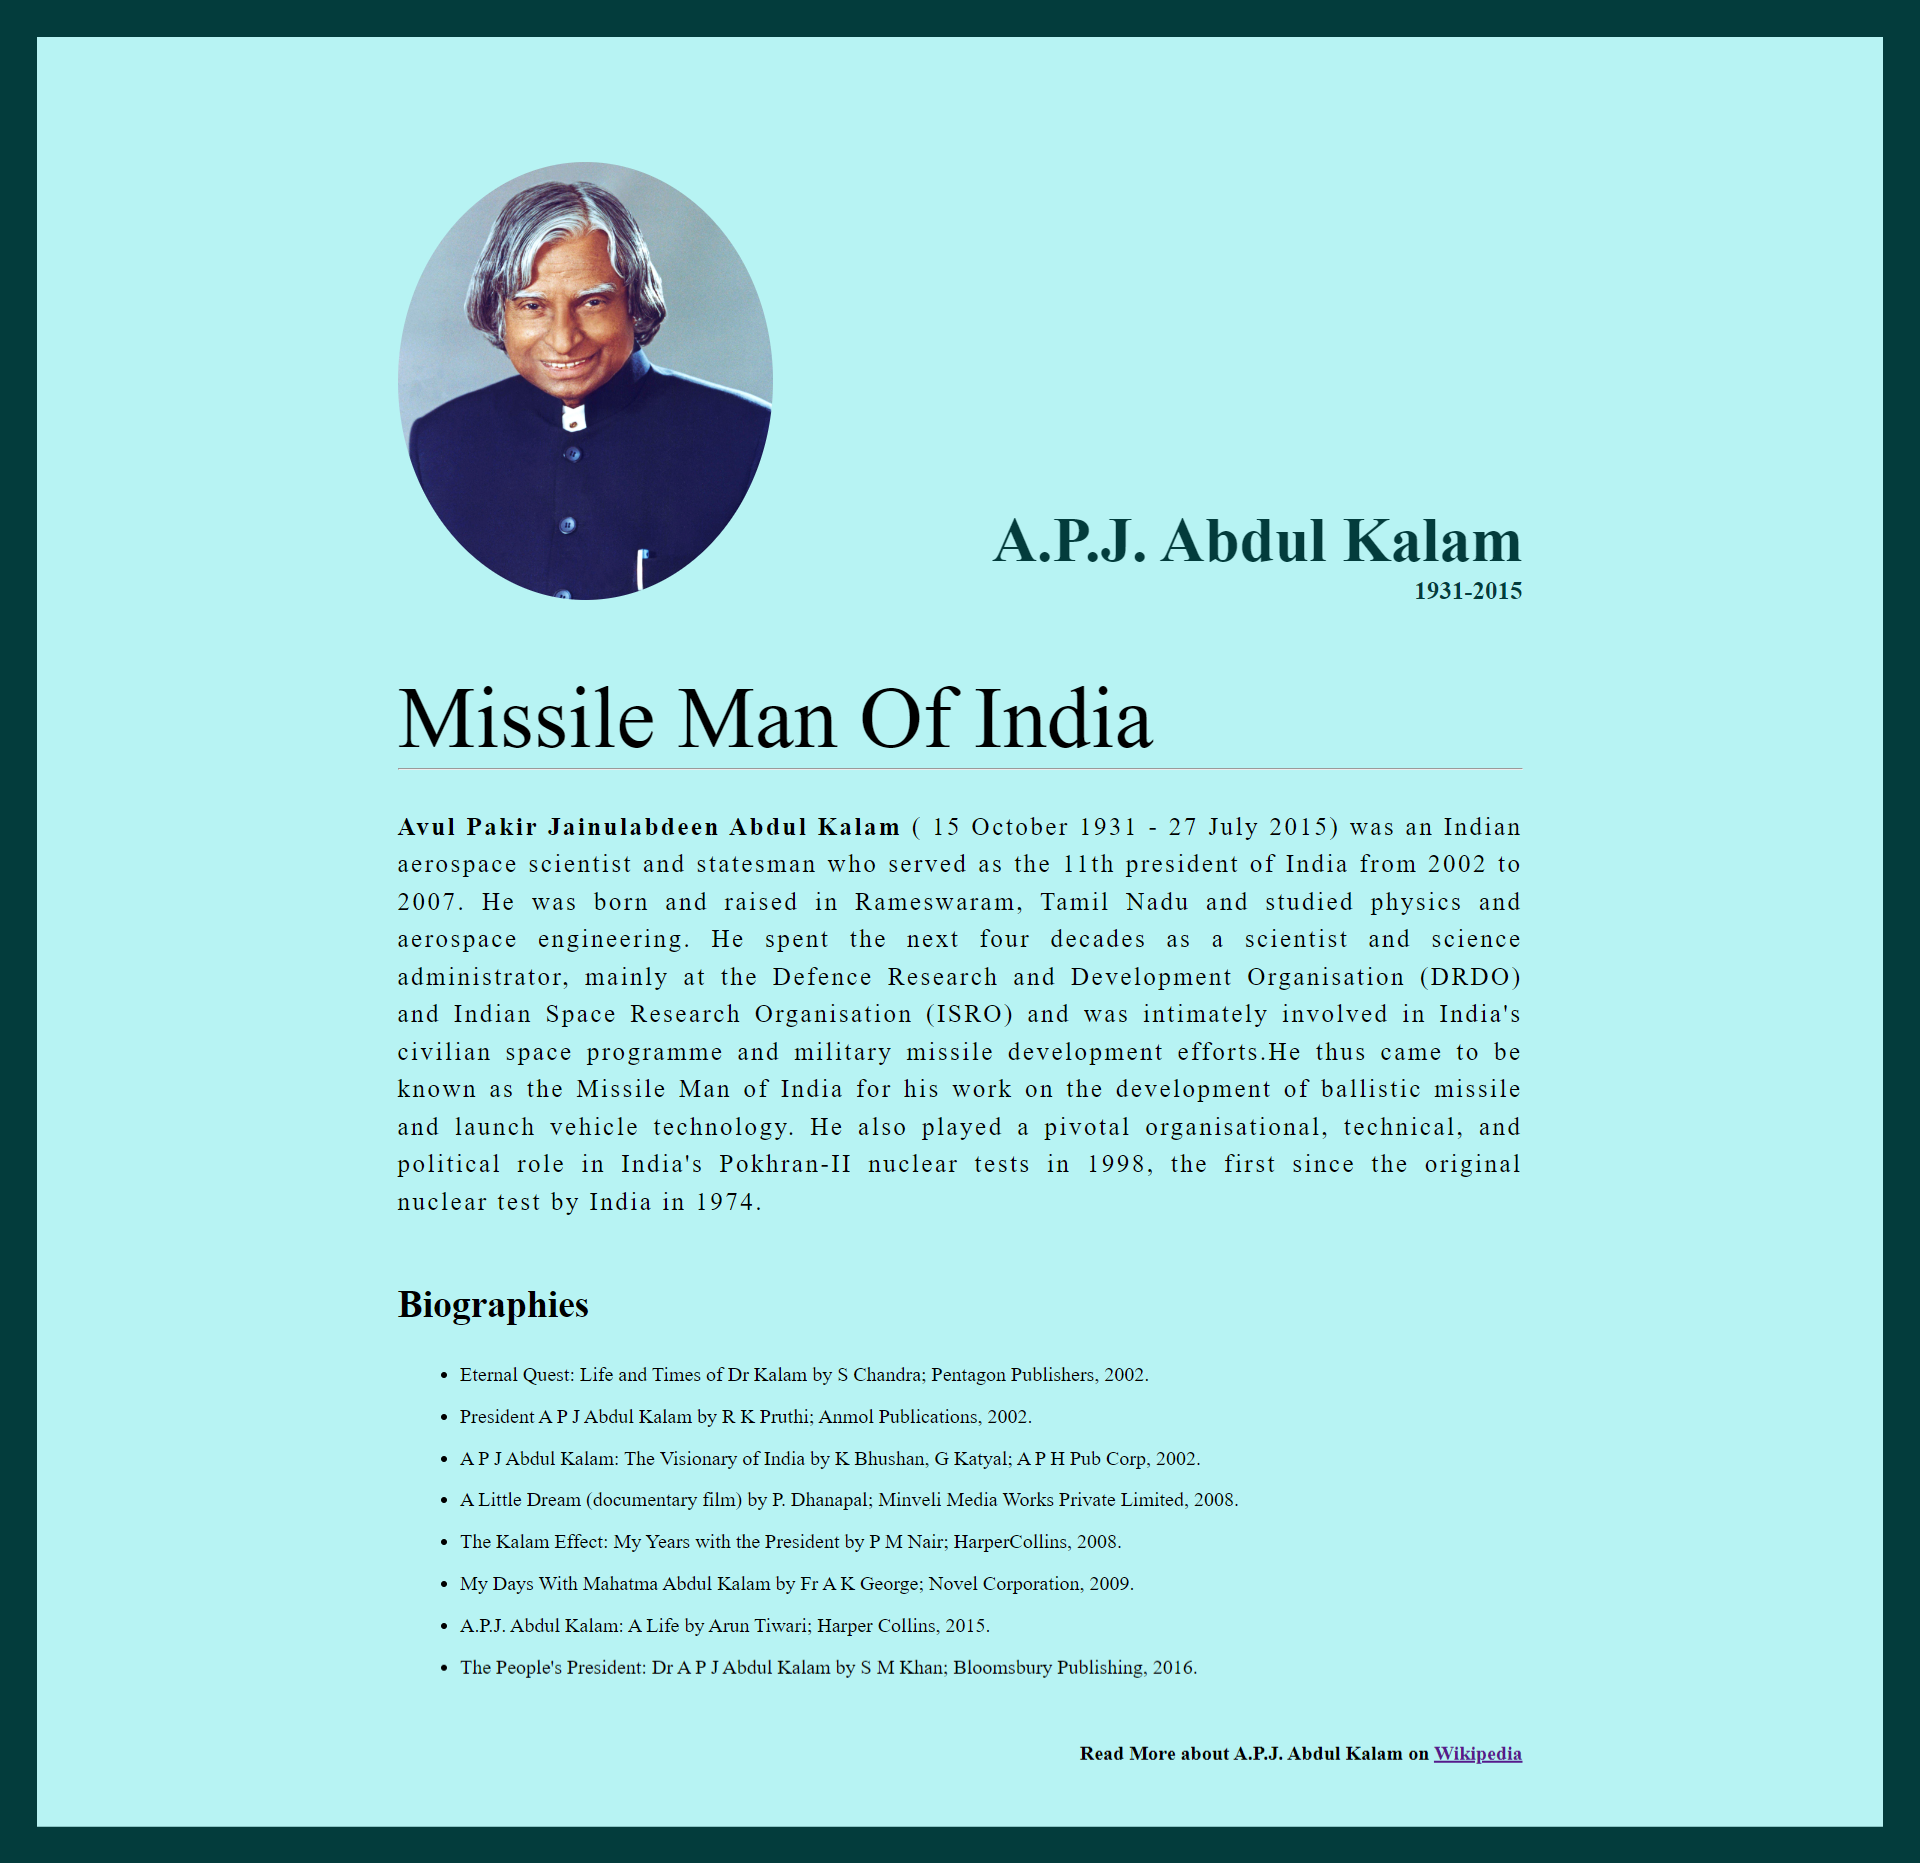 A.P.J. Abdul Kalam
1931-2015
Missile Man Of India
Avul Pakir Jainulabdeen Abdul Kalam ( 15 October 1931 - 27 July 2015) was an Indian
aerospace scientist and statesman who served as the 11th president of India from 2002 to
2007. He was born and raised in Rameswaram, Tamil Nadu and studied physics and
aerospace engineering. He spent the next four decades as a scientist and science
administrator, mainly at the Defence Research and Development Organisation (DRDO)
and Indian Space Research Organisation (ISRO) and was intimately involved in India's
civilian space programme and military missile development efforts.He thus came to be
known as the Missile Man of India for his work on the development of ballistic missile
and launch vehicle technology. He also played a pivotal organisational, technical, and
political role in India's Pokhran-II nuclear tests in 1998, the first since the original
nuclear test by India in 1974.
Biographies
• Eternal Quest: Life and Times of Dr Kalam by S Chandra; Pentagon Publishers, 2002.
• President A P J Abdul Kalam by R K Pruthi; Anmol Publications, 2002.
• A P J Abdul Kalam: The Visionary of India by K Bhushan, G Katyal; A P H Pub Corp, 2002.
• A Little Dream (documentary film) by P. Dhanapal; Minveli Media Works Private Limited, 2008.
• The Kalam Effect: My Years with the President by P M Nair; HarperCollins, 2008.
• My Days With Mahatma Abdul Kalam by Fr A K George; Novel Corporation, 2009.
• A.P.J. Abdul Kalam: A Life by Arun Tiwari; Harper Collins, 2015.
• The People's President: Dr A P J Abdul Kalam by S M Khan; Bloomsbury Publishing, 2016.
Read More about A.P.J. Abdul Kalam on Wikipedia